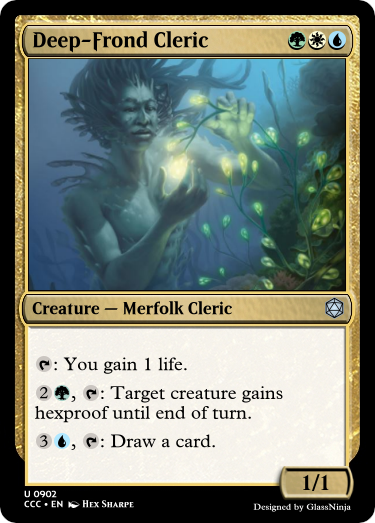 Deep-Frond Cleric
Creature — Merfolk Cleric
: You gain 1 life.
2, : Target creature gains
hexproof until end of turn.
3, : Draw a card.
1/1
U 0902
CCC • EN Hex Sharpe
Designed by GlassNinja